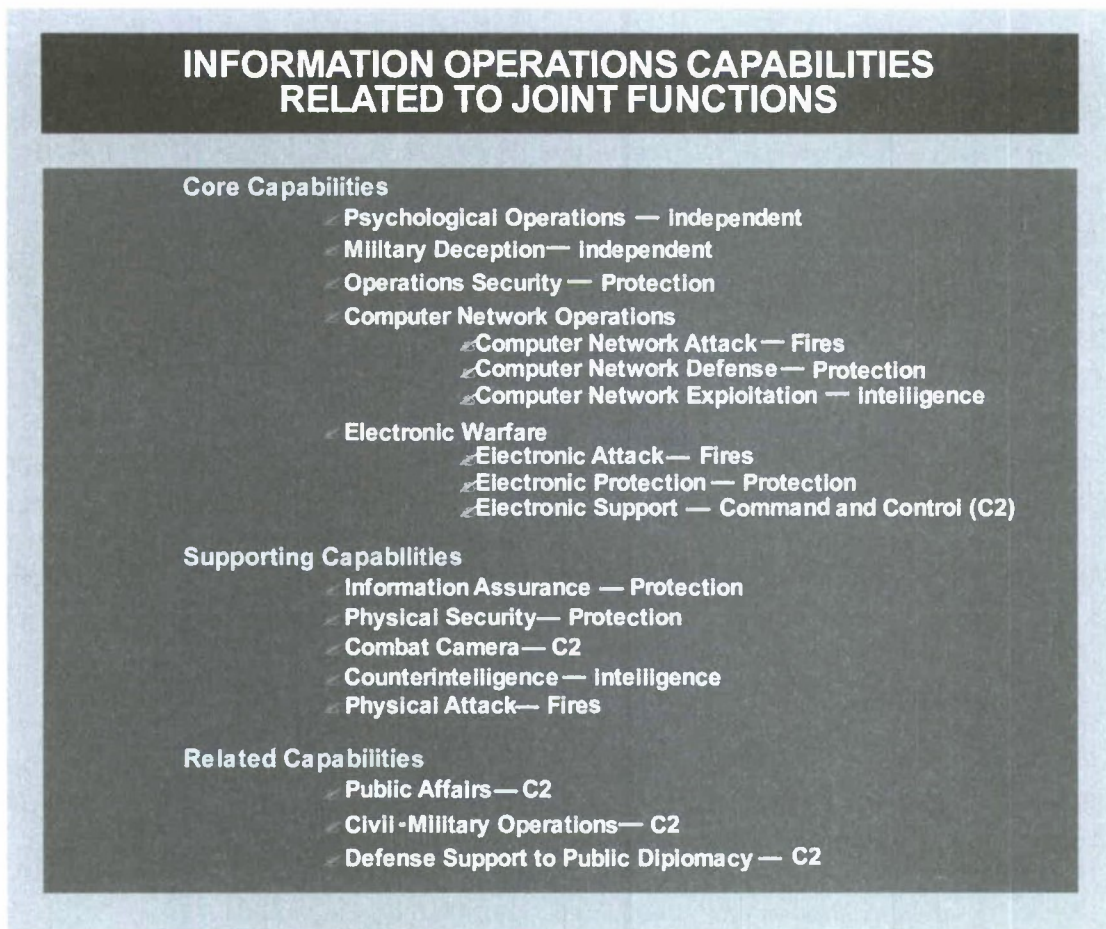 INFORMATION OPERATIONS CAPABILITIES
RELATED TO JOINT FUNCTIONS
Core Capabilities
Psychological Operations — independent
Military Deception— independent
Operations Security — Protection
Computer Network Operations
Computer Network Attack— Fires
Computer Network Defense— Protection
Computer Network Exploitation — intelligence
Electronic Warfare
Electronic Attack— Fires
Electronic Protection — Protection
Electronic Support — Command and Control (C2)
Supporting Capabilities
Information Assurance — Protection
Physical Security— Protection
Combat Camera— C2
Counterintelligence— intelligence
Physical Attack— Fires
Related Capabilities
Public Affairs— C2
Civil-Military Operations— C2
Defense Support to Public Diplomacy — C2